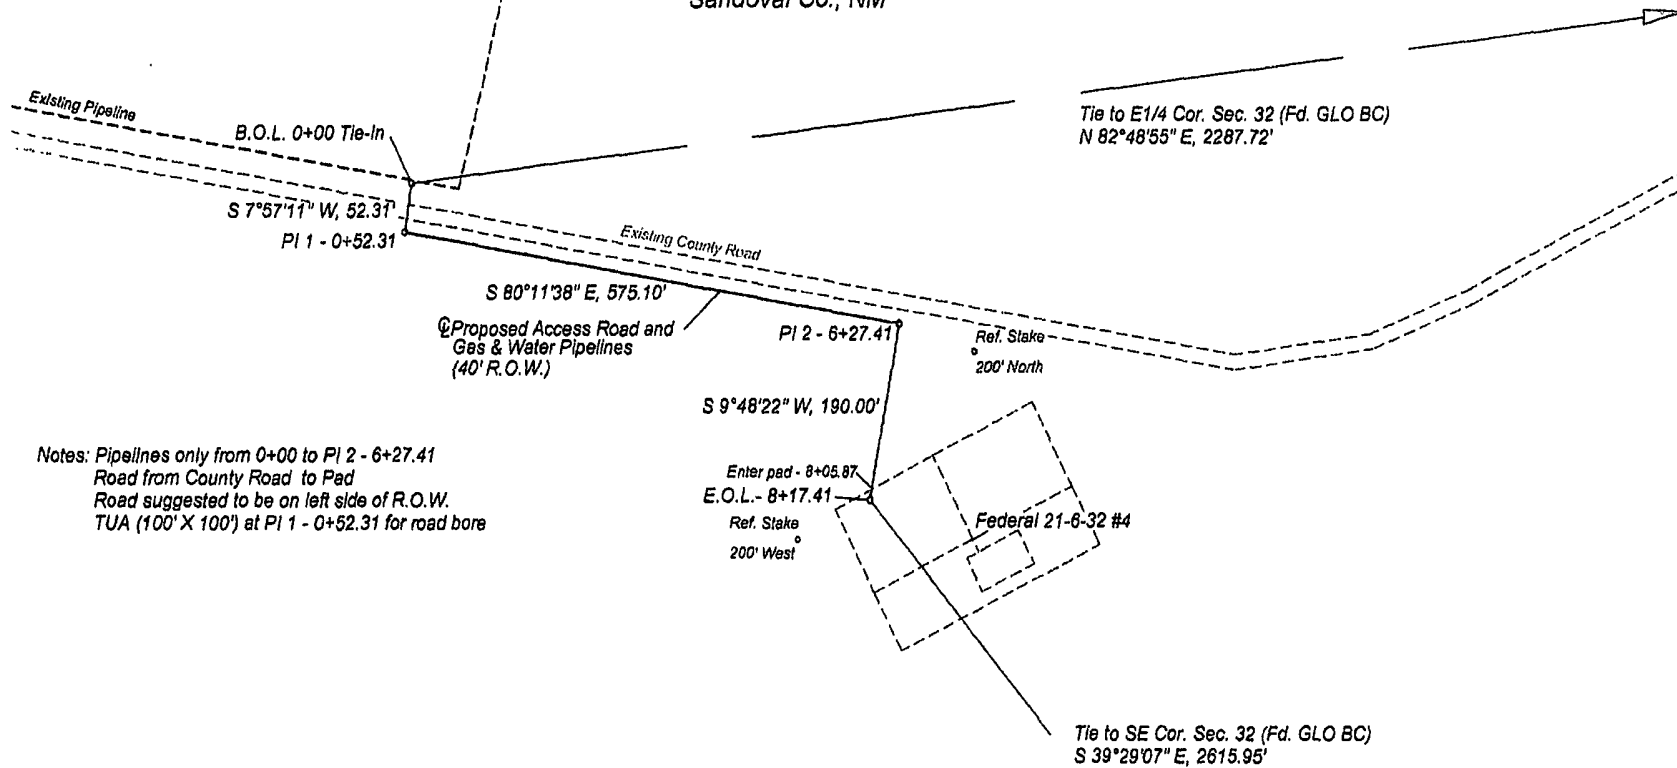 Sandoval Co., NM
Existing Pipeline
B.O.L. 0+00 Tie-In
Tie to E1/4 Cor. Sec. 32 (Fd. GLO BC)
N 82°48'55" E, 2287.72'
S 7°57'11" W, 52.31'
PI 1 - 0+52.31
Existing County Road
S 80°11'38" E, 575.10'
℄ Proposed Access Road and
Gas & Water Pipelines
(40' R.O.W.)
PI 2 - 6+27.41
Ref. Stake
200' North
S 9°48'22" W, 190.00'
Notes: Pipelines only from 0+00 to PI 2 - 6+27.41
Road from County Road to Pad
Road suggested to be on left side of R.O.W.
TUA (100' X 100') at PI 1 - 0+52.31 for road bore
Enter pad - 8+05.87
E.O.L.- 8+17.41
Ref. Stake
200' West
Federal 21-6-32 #4
Tie to SE Cor. Sec. 32 (Fd. GLO BC)
S 39°29'07" E, 2615.95'